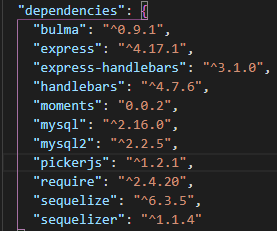 "dependencies": {
"bulma": "^0.9.1",
"express": "^4.17.1",
"express-handlebars": "^3.1.0",
"handlebars": "^4.7.6",
"moments": "0.0.2",
"mysql": "^2.16.0",
"mysql2": "^2.2.5",
"pickerjs": "^1.2.1",
"require": "^2.4.20",
"sequelize": "^6.3.5",
"sequelizer": "^1.1.4"